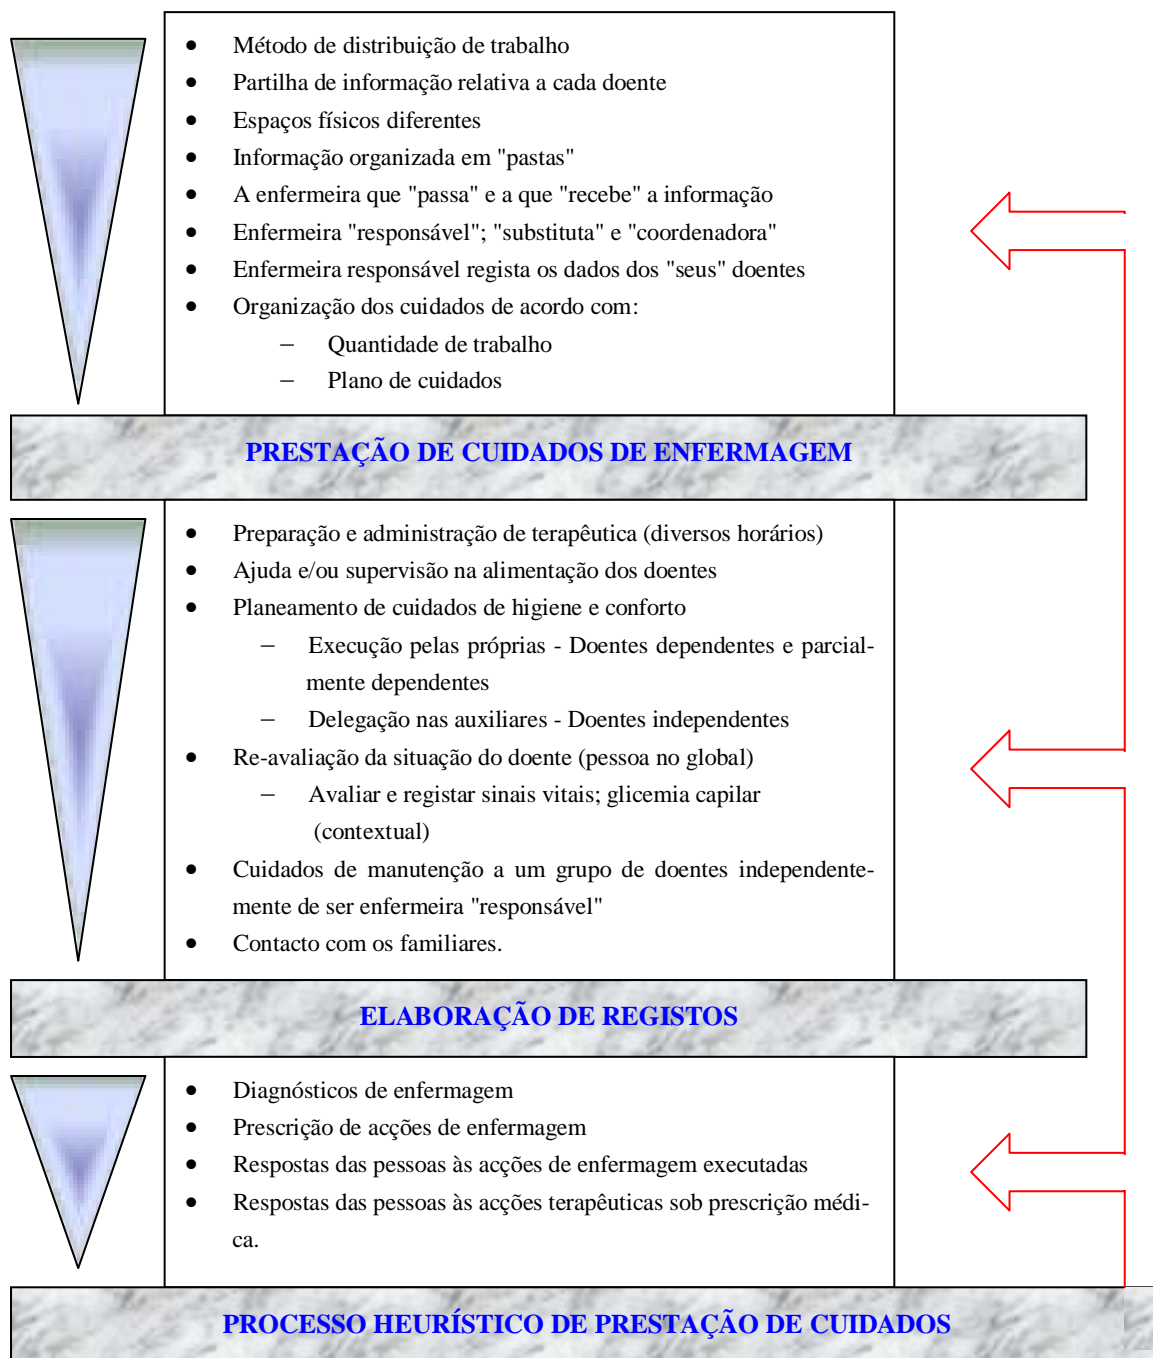 • Método de distribuição de trabalho
• Partilha de informação relativa a cada doente
• Espaços físicos diferentes
• Informação organizada em "pastas"
• A enfermeira que "passa" e a que "recebe" a informação
• Enfermeira "responsável"; "substituta" e "coordenadora"
• Enfermeira responsável regista os dados dos "seus" doentes
• Organização dos cuidados de acordo com:
– Quantidade de trabalho
– Plano de cuidados
PRESTAÇÃO DE CUIDADOS DE ENFERMAGEM
• Preparação e administração de terapêutica (diversos horários)
• Ajuda e/ou supervisão na alimentação dos doentes
• Planeamento de cuidados de higiene e conforto
– Execução pelas próprias - Doentes dependentes e parcial-
mente dependentes
– Delegação nas auxiliares - Doentes independentes
• Re-avaliação da situação do doente (pessoa no global)
– Avaliar e registar sinais vitais; glicemia capilar
(contextual)
• Cuidados de manutenção a um grupo de doentes independente-
mente de ser enfermeira "responsável"
• Contacto com os familiares.
ELABORAÇÃO DE REGISTOS
• Diagnósticos de enfermagem
• Prescrição de acções de enfermagem
• Respostas das pessoas às acções de enfermagem executadas
• Respostas das pessoas às acções terapêuticas sob prescrição médi-
ca.
PROCESSO HEURÍSTICO DE PRESTAÇÃO DE CUIDADOS